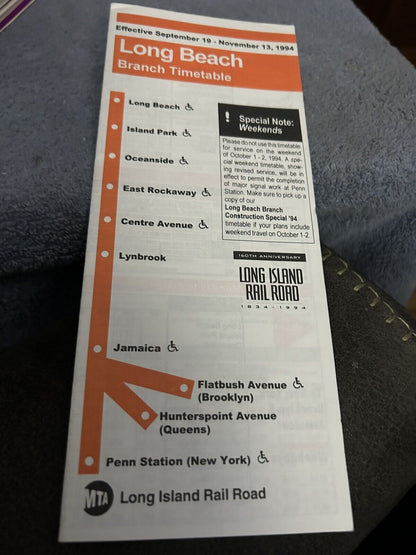 Effective September 19 - November 13, 1994
Long Beach
Branch Timetable
Long Beach
Island Park
Oceanside
East Rockaway
Centre Avenue
Lynbrook
Jamaica
Flatbush Avenue
(Brooklyn)
Hunterspoint Avenue
(Queens)
Penn Station (New York)
! Special Note:
Weekends
Please do not use this timetable
for service on the weekend
of October 1 - 2, 1994. A spe-
cial weekend timetable, show-
ing revised service, will be in
effect to permit the completion
of major signal work at Penn
Station. Make sure to pick up a
copy of our
Long Beach Branch
Construction Special '94
timetable if your plans include
weekend travel on October 1-2
160TH ANNIVERSARY
LONG ISLAND
RAIL ROAD
1834-1994
MTA Long Island Rail Road